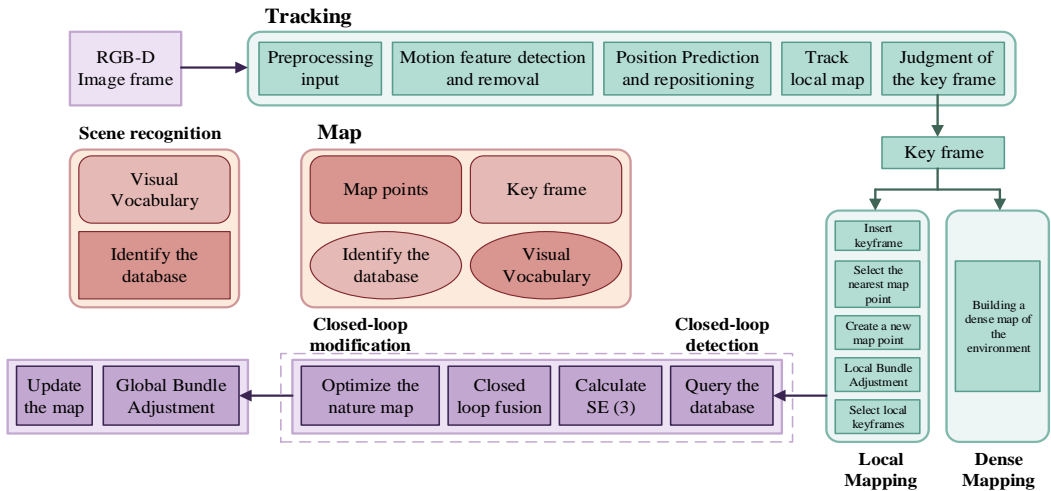 Tracking
RGB-D
Image frame
Preprocessing
input
Motion feature detection
and removal
Position Prediction
and repositioning
Track
local map
Judgment of
the key frame
Key frame
Scene recognition
Visual
Vocabulary
Identify the
database
Map
Map points
Key frame
Identify the
database
Visual
Vocabulary
Insert
keyframe
Select the
nearest map
point
Create a new
map point
Local Bundle
Adjustment
Select local
keyframes
Local
Mapping
Building a
dense map of
the
environment
Dense
Mapping
Closed-loop
modification
Closed-loop
detection
Update
the map
Global Bundle
Adjustment
Optimize the
nature map
Closed
loop fusion
Calculate
SE (3)
Query the
database